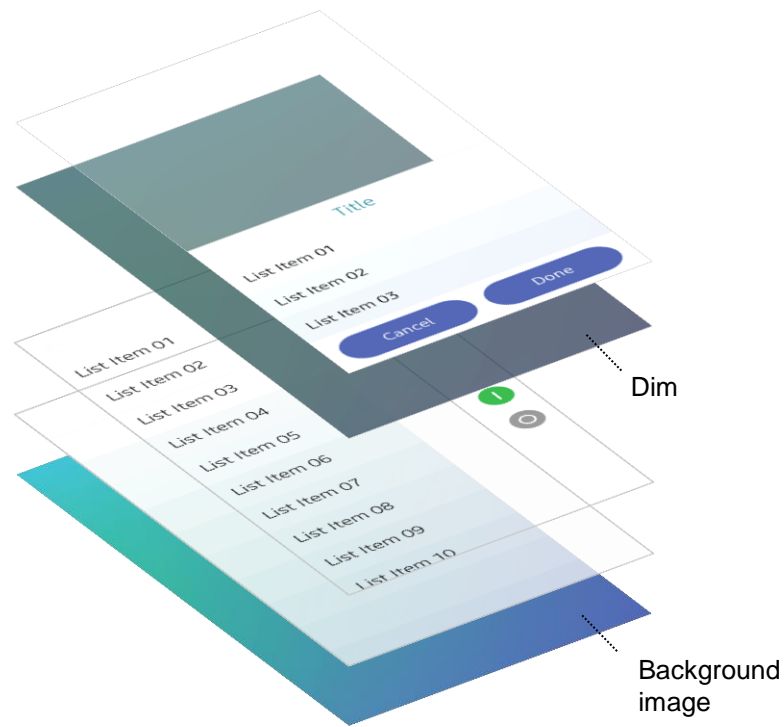 Title
List Item 01
List Item 02
List Item 03
Cancel
Done
Dim
List Item 01
List Item 02
List Item 03
List Item 04
List Item 05
List Item 06
List Item 07
List Item 08
List Item 09
List Item 10
Background
image